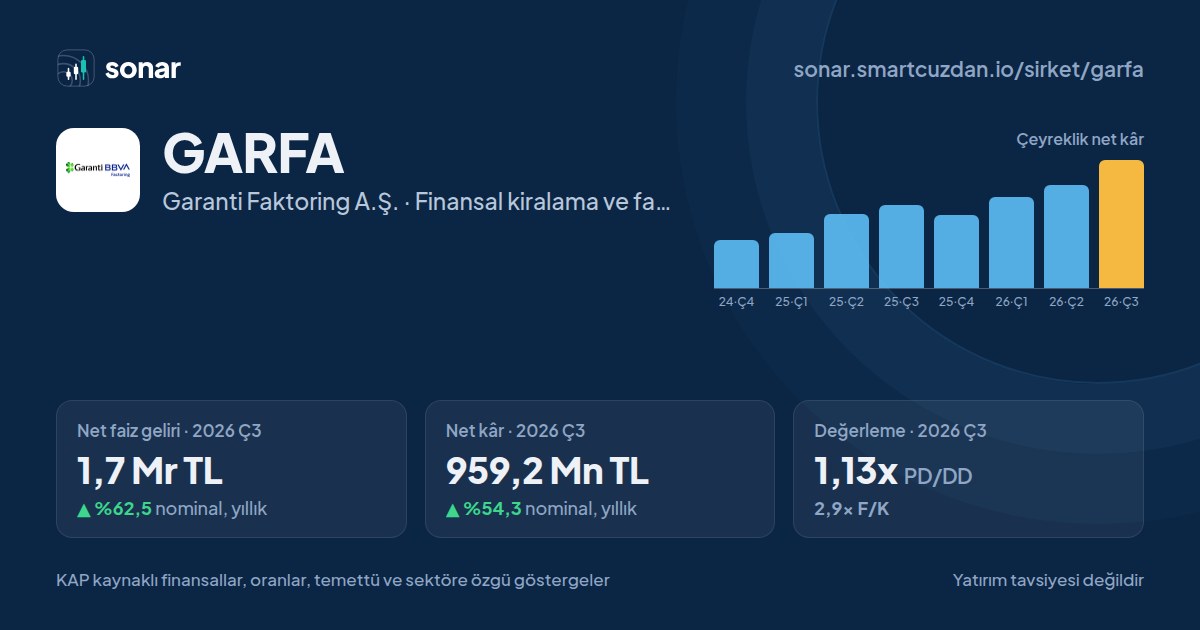 sonar
sonar.smartcuzdan.io/sirket/garfa
Garanti BBVA
Factoring
GARFA
Garanti Faktoring A.Ş. · Finansal kiralama ve fa...
Çeyreklik net kâr
24·Ç4 25·Ç1 25·Ç2 25·Ç3 25·Ç4 26·Ç1 26·Ç2 26·Ç3
Net faiz geliri · 2026 Ç3
1,7 Mr TL
▲ %62,5 nominal, yıllık
Net kâr · 2026 Ç3
959,2 Mn TL
▲ %54,3 nominal, yıllık
Değerleme · 2026 Ç3
1,13x PD/DD
2,9× F/K
KAP kaynaklı finansallar, oranlar, temettü ve sektöre özgü göstergeler
Yatırım tavsiyesi değildir